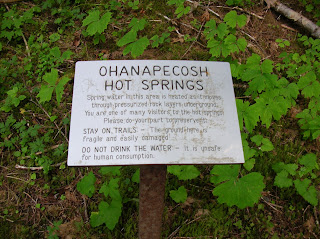 OHANAPECOSH
HOT SPRINGS
Spring water in this area is heated as it moves
through pressurized rock layers underground.
You are one of many visitors to the hot springs.
Please do your part to preserve it.
STAY ON TRAILS - The ground here is
fragile and easily damaged.
DO NOT DRINK THE WATER - It is unsafe
for human consumption.